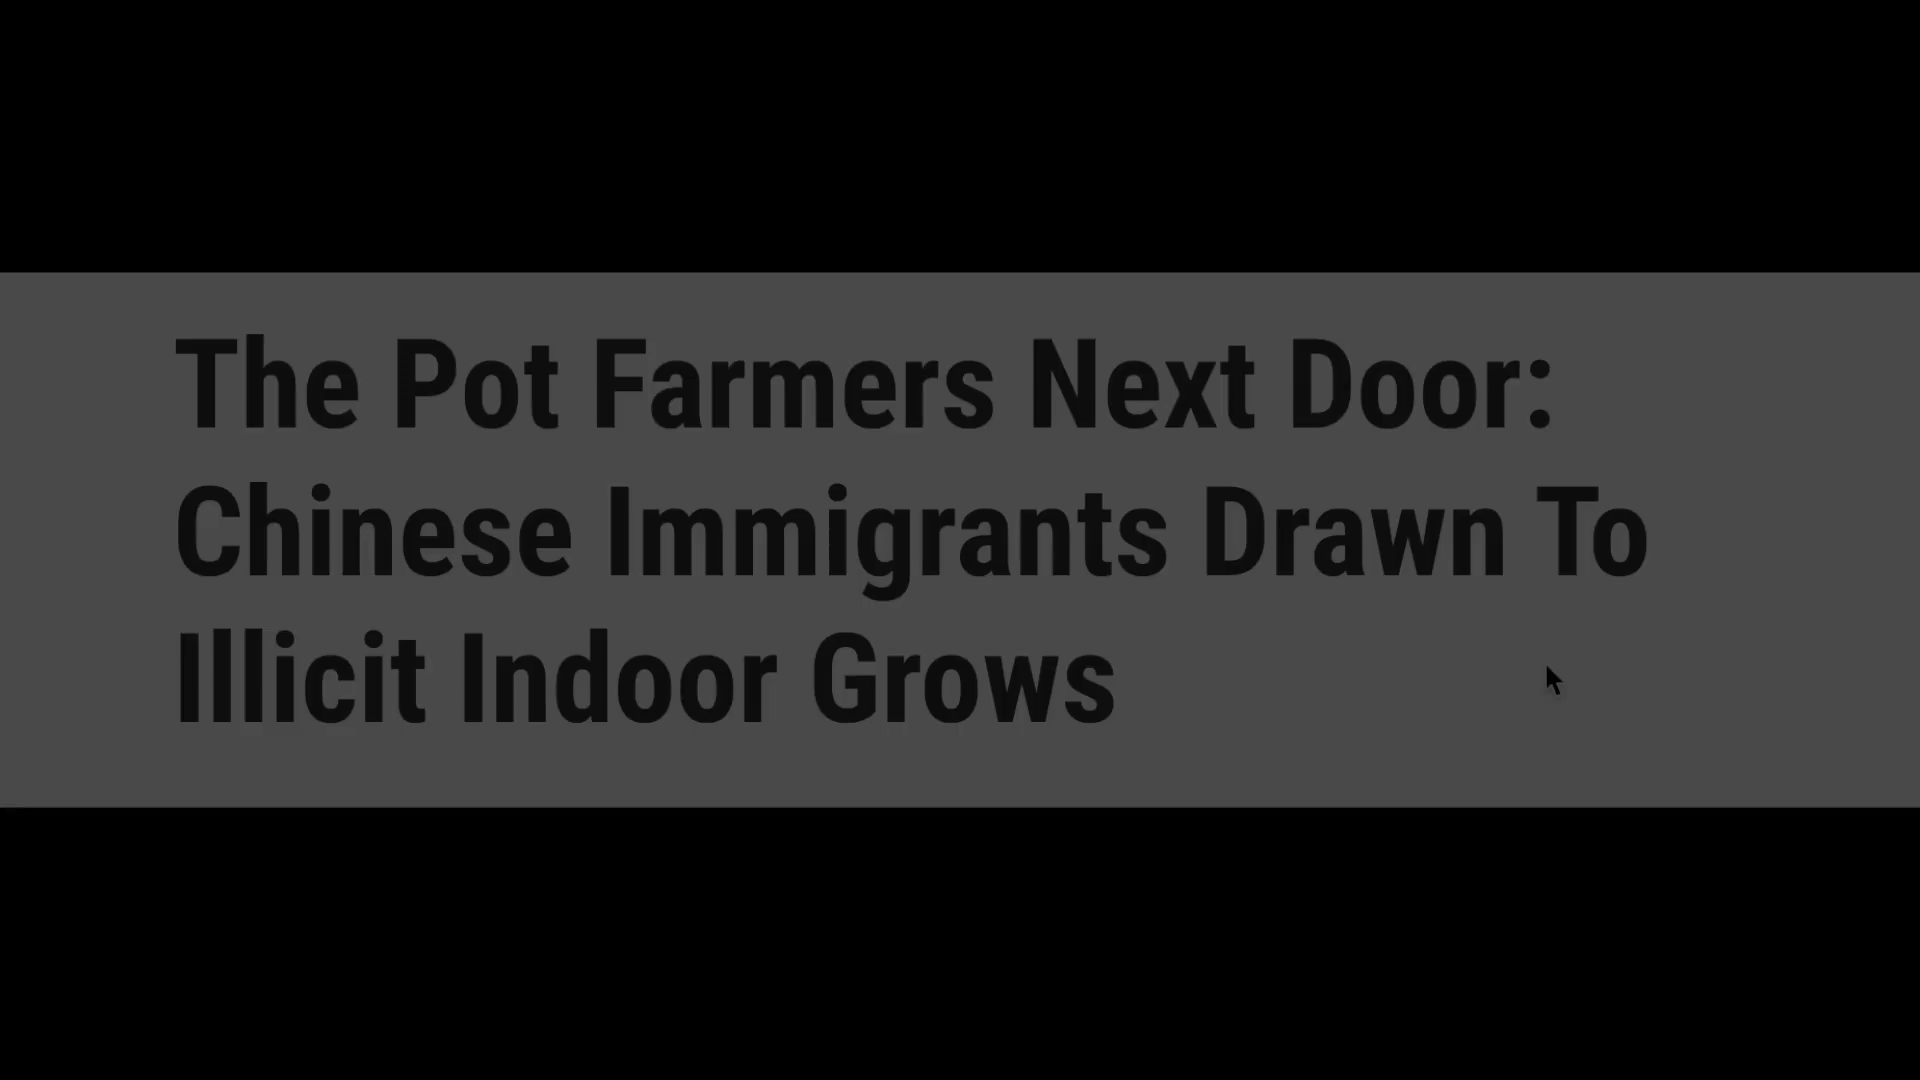 The Pot Farmers Next Door:
Chinese Immigrants Drawn To
Illicit Indoor Grows